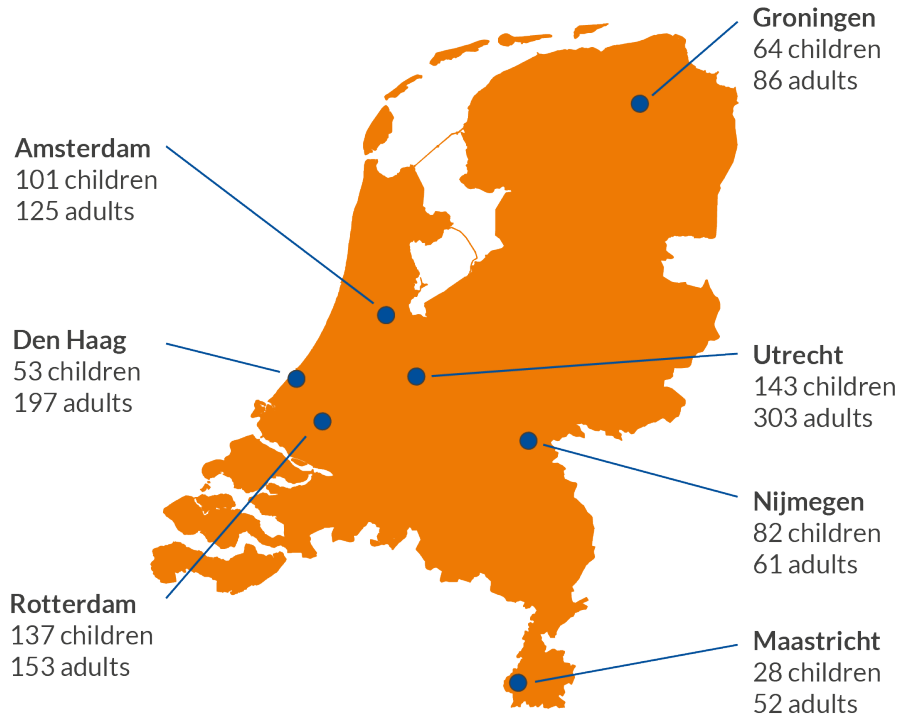 Groningen
64 children
86 adults
Amsterdam
101 children
125 adults
Den Haag
53 children
197 adults
Utrecht
143 children
303 adults
Nijmegen
82 children
61 adults
Rotterdam
137 children
153 adults
Maastricht
28 children
52 adults